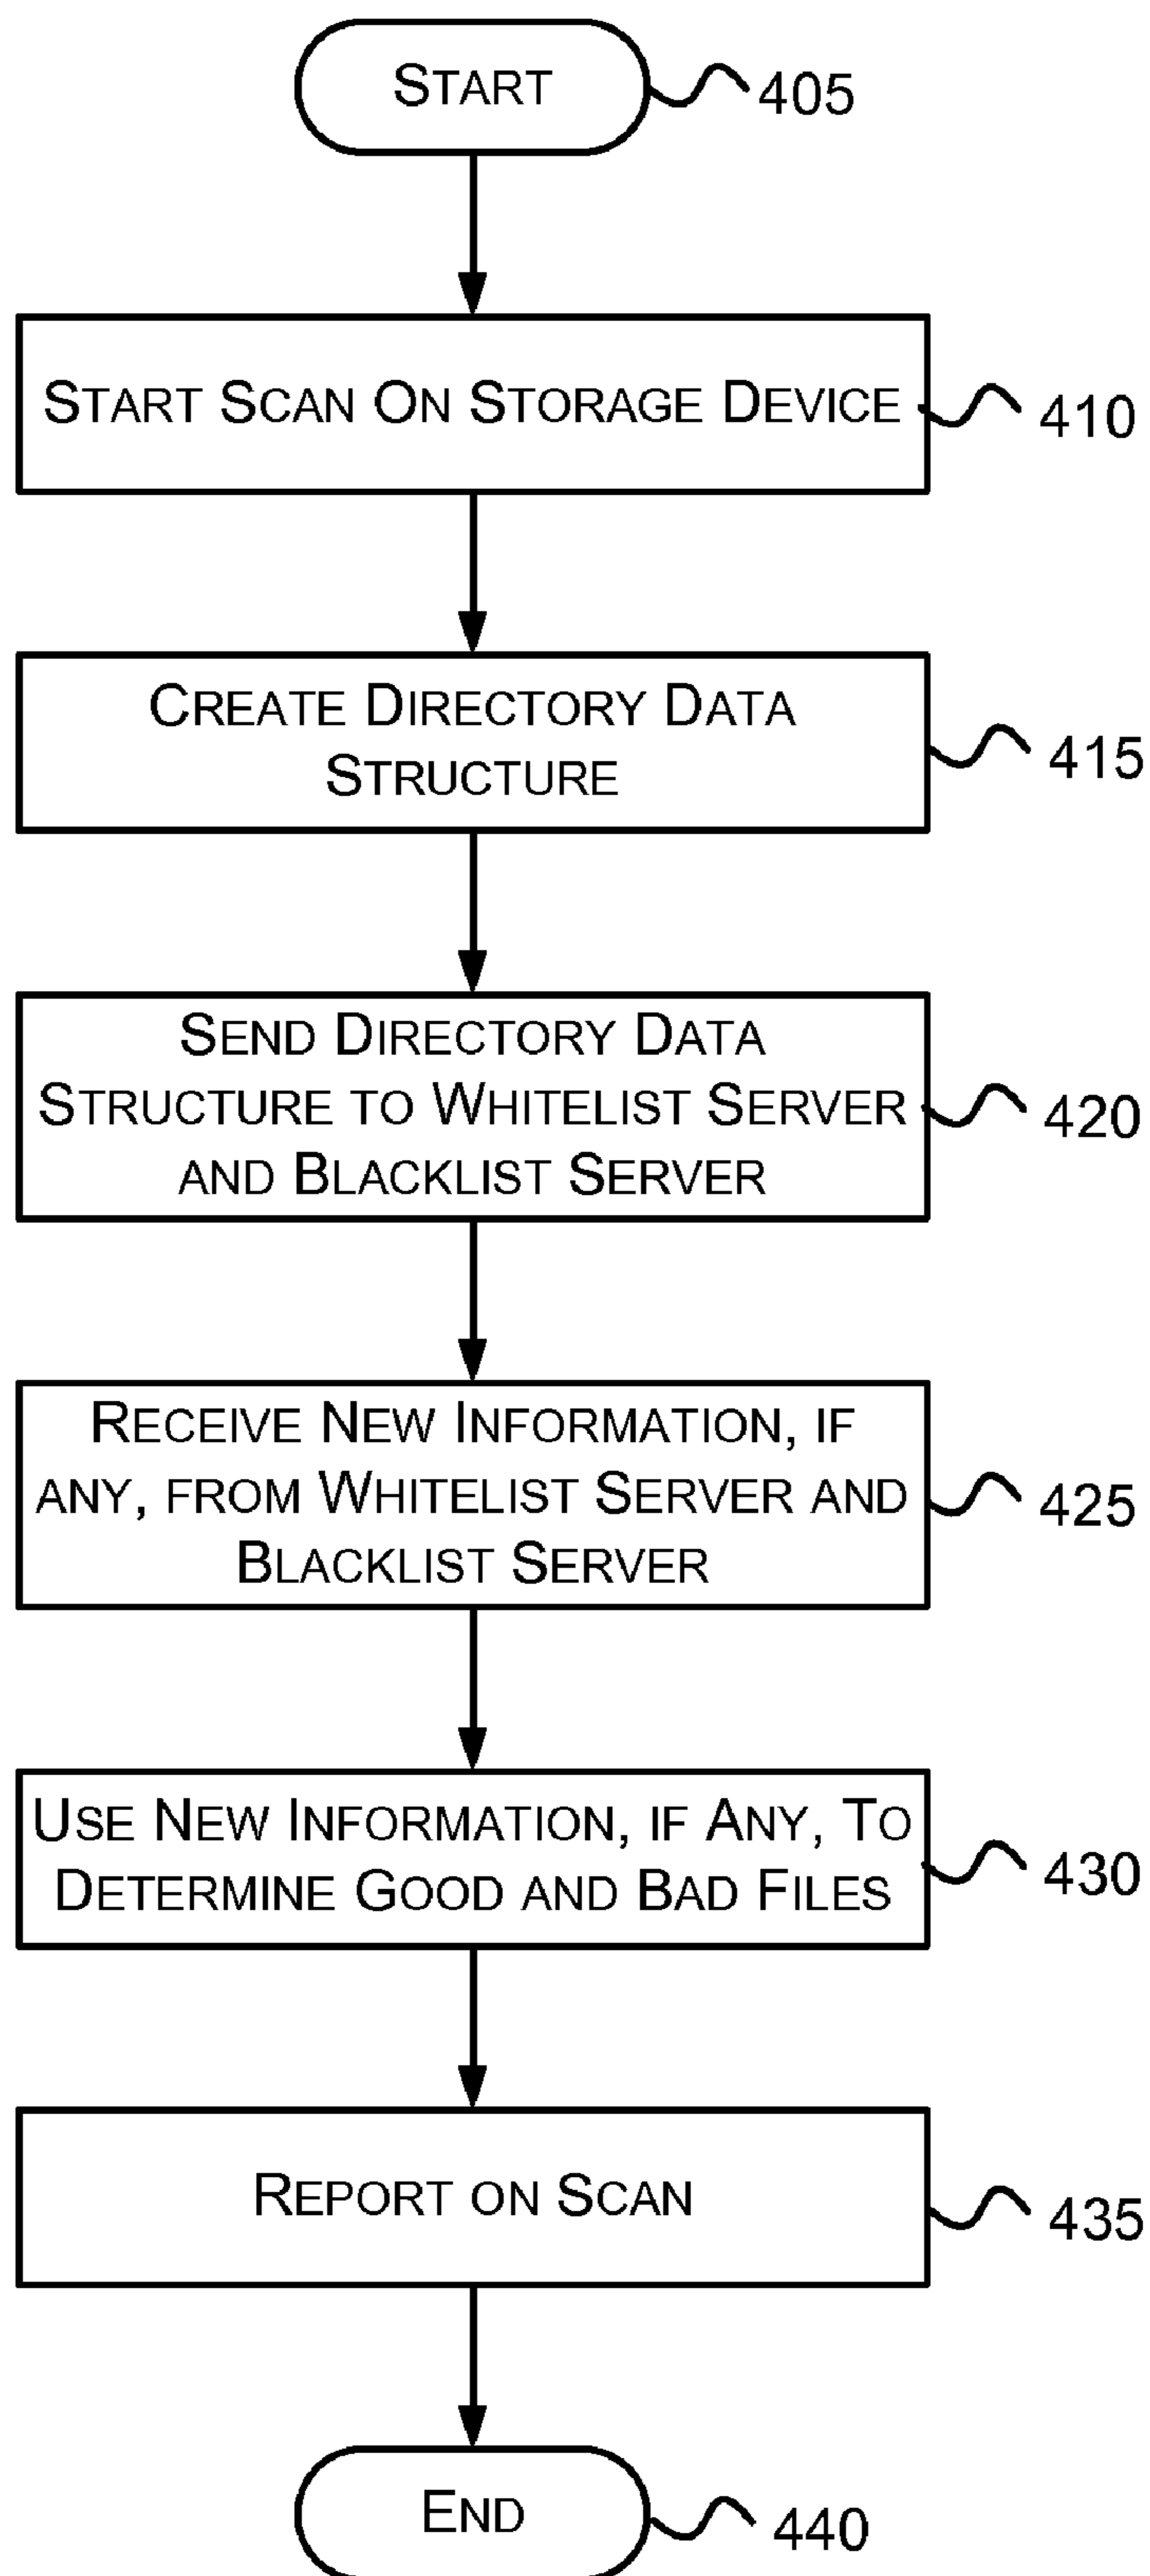 START
405
START SCAN ON STORAGE DEVICE
410
CREATE DIRECTORY DATA
STRUCTURE
415
SEND DIRECTORY DATA
STRUCTURE TO WHITELIST SERVER
AND BLACKLIST SERVER
420
RECEIVE NEW INFORMATION, IF
ANY, FROM WHITELIST SERVER AND
BLACKLIST SERVER
425
USE NEW INFORMATION, IF ANY, TO
DETERMINE GOOD AND BAD FILES
430
REPORT ON SCAN
435
END
440